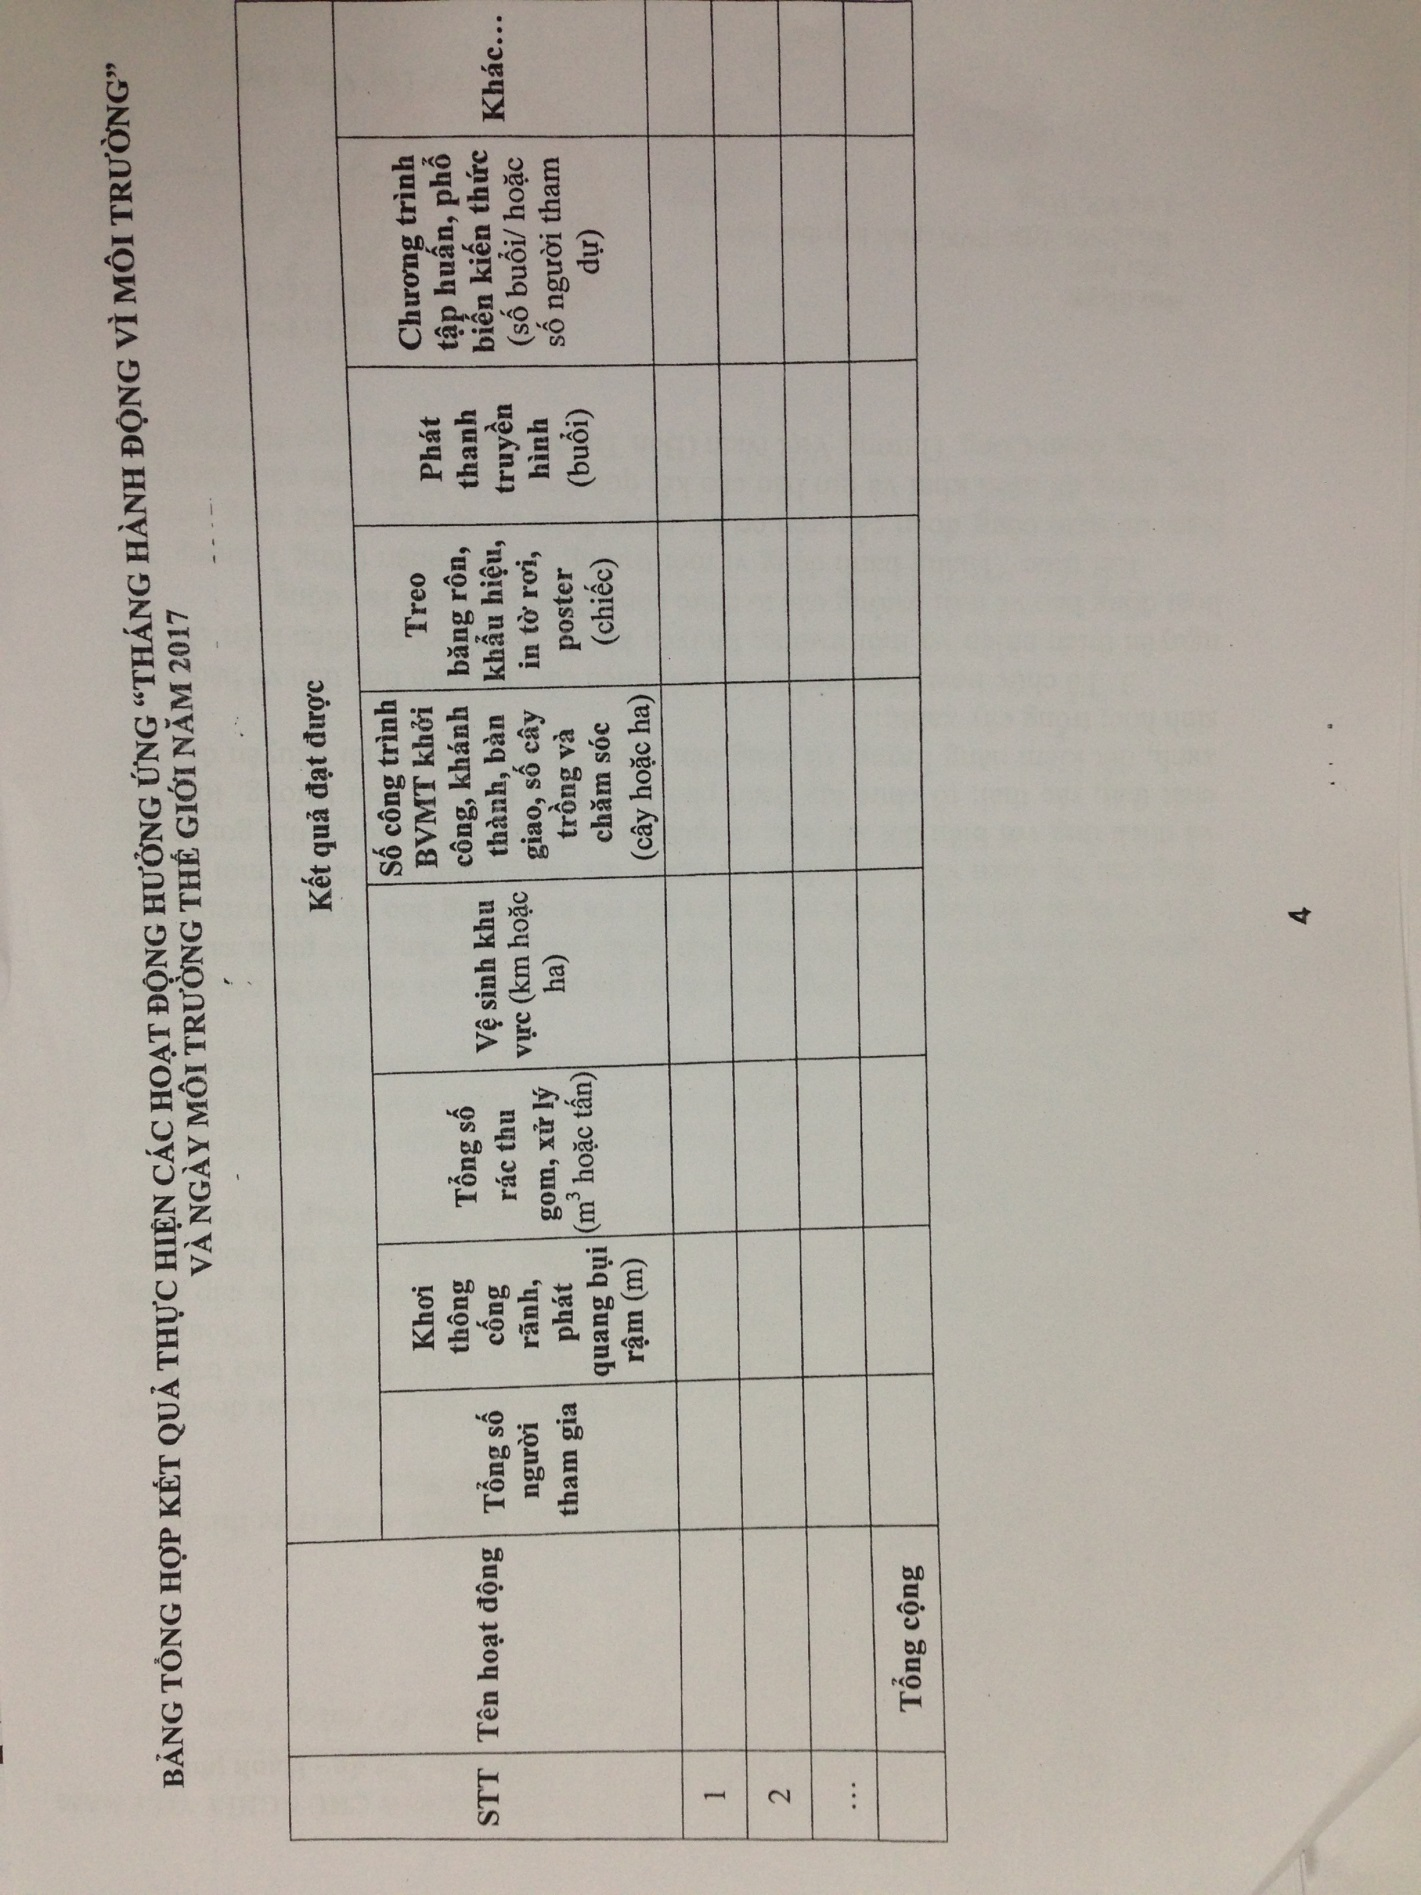 BẢNG TỔNG HỢP KẾT QUẢ THỰC HIỆN CÁC HOẠT ĐỘNG HƯỞNG ỨNG “THÁNG HÀNH ĐỘNG VÌ MÔI TRƯỜNG”
VÀ NGÀY MÔI TRƯỜNG THẾ GIỚI NĂM 2017
STT
Tên hoạt động
Kết quả đạt được
Tổng số
người
tham gia
Khơi
thông
cống
rãnh,
phát
quang bụi
rậm (m)
Tổng số
rác thu
gom, xử lý
(m³ hoặc tấn)
Vệ sinh khu
vực (km hoặc
ha)
Số công trình
BVMT khởi
công, khánh
thành, bàn
giao, số cây
trồng và
chăm sóc
(cây hoặc ha)
Treo
băng rôn,
khẩu hiệu,
in tờ rơi,
poster
(chiếc)
Phát
thanh
truyền
hình
(buổi)
Chương trình
tập huấn, phổ
biến kiến thức
(số buổi/ hoặc
số người tham
dự)
Khác...
1
2
...
Tổng cộng
4